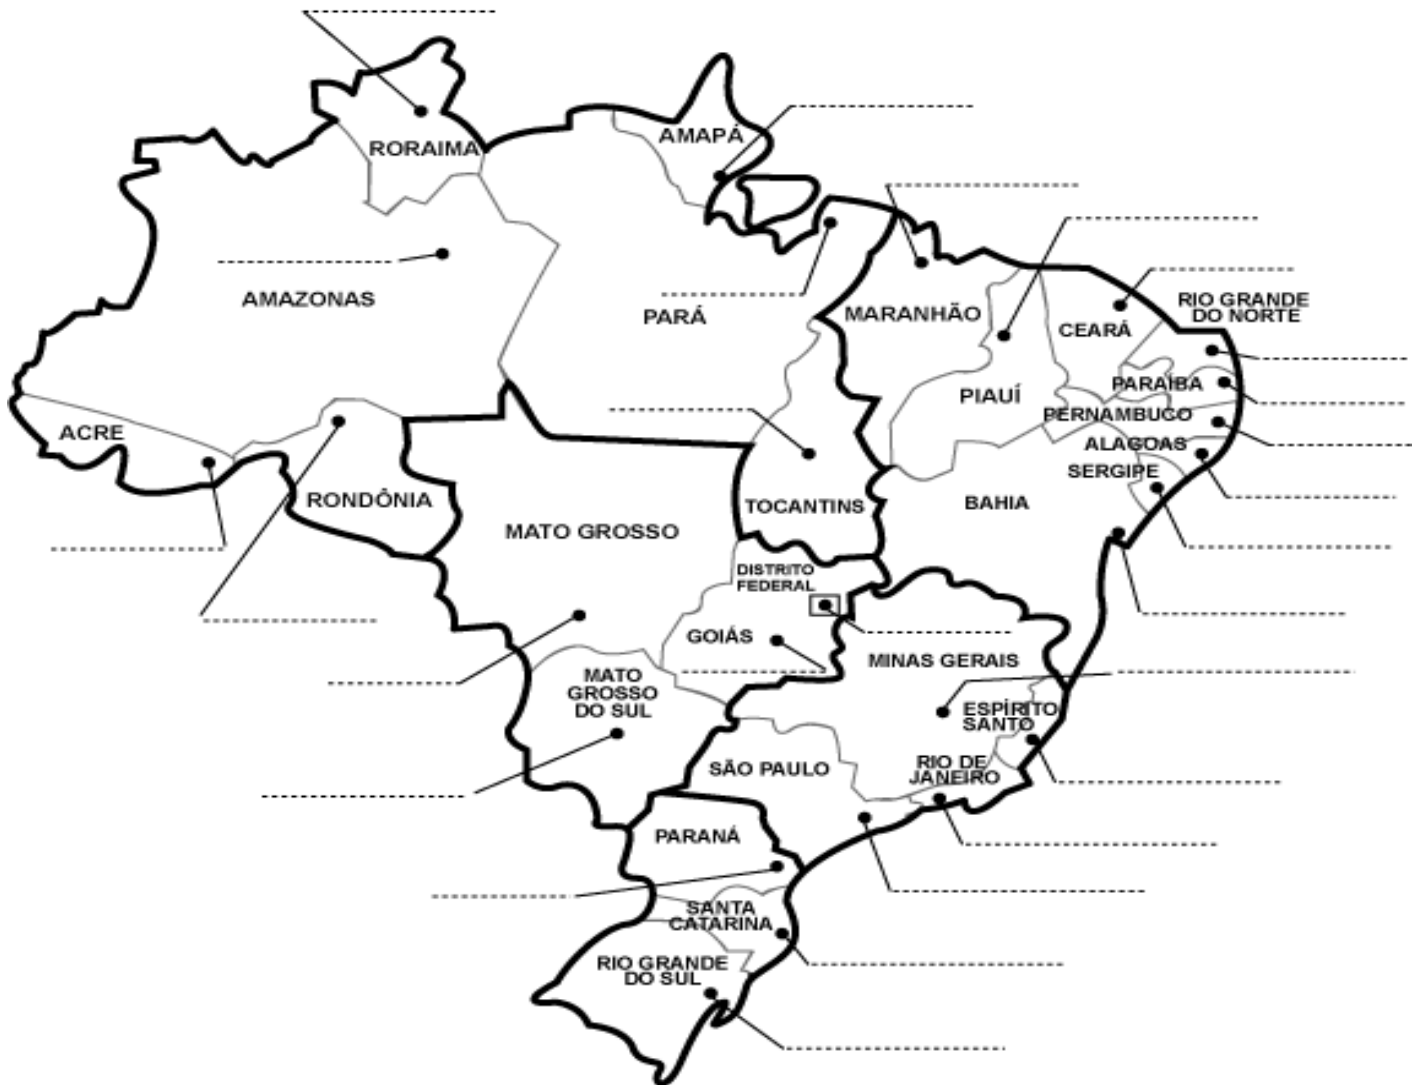 RORAIMA
AMAPÁ
AMAZONAS
PARÁ
MARANHÃO
CEARÁ
RIO GRANDE
DO NORTE
PIAUÍ
PARAÍBA
PERNAMBUCO
ALAGOAS
SERGIPE
ACRE
RONDÔNIA
MATO GROSSO
TOCANTINS
BAHIA
DISTRITO
FEDERAL
GOIÁS
MINAS GERAIS
MATO
GROSSO
DO SUL
ESPÍRITO
SANTO
SÃO PAULO
RIO DE
JANEIRO
PARANÁ
SANTA
CATARINA
RIO GRANDE
DO SUL